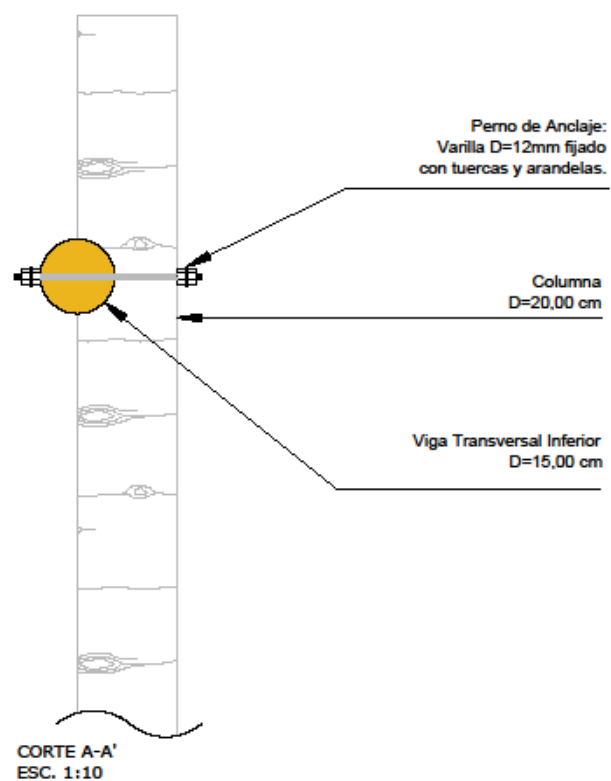 Perno de Anclaje:
Varilla D=12mm fijado
con tuercas y arandelas.
Columna
D=20,00 cm
Viga Transversal Inferior
D=15,00 cm
CORTE A-A'
ESC. 1:10